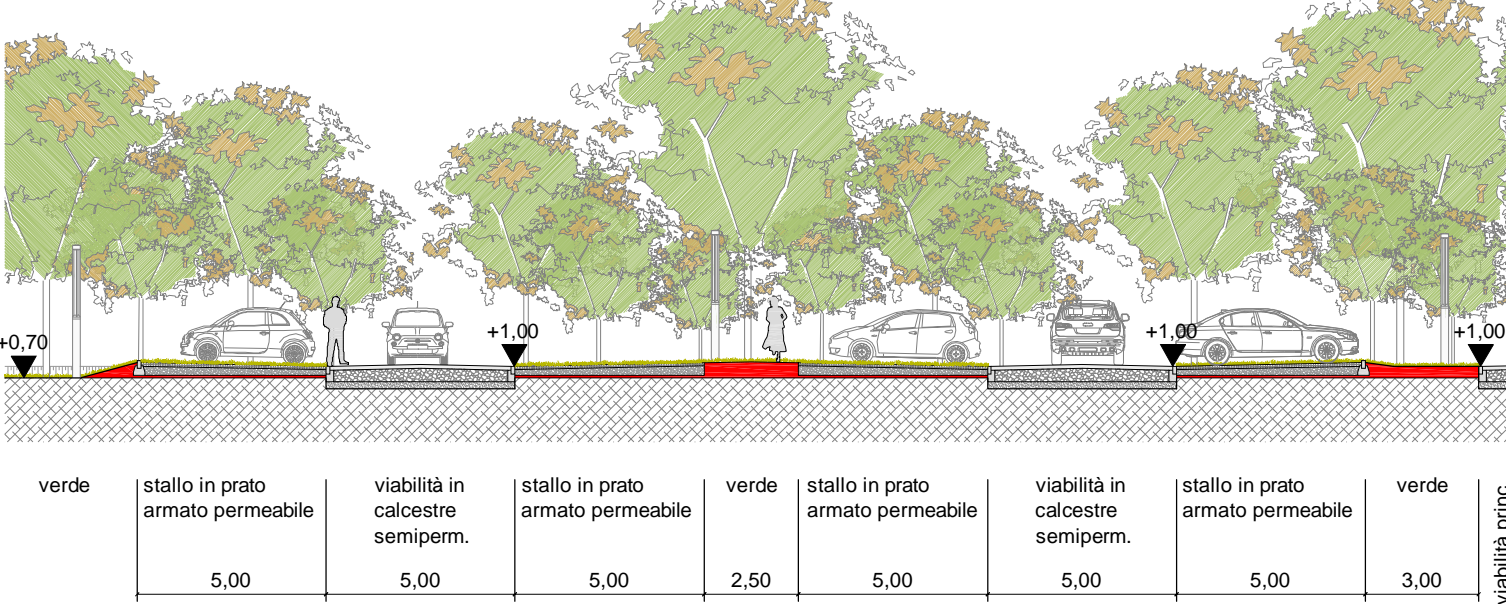 +0,70
+1,00
+1,00
+1,00
verde
stallo in prato
armato permeabile
viabilità in
calcestre
semiperm.
stallo in prato
armato permeabile
verde
stallo in prato
armato permeabile
viabilità in
calcestre
semiperm.
stallo in prato
armato permeabile
verde
viabilità princ.
5,00
5,00
5,00
2,50
5,00
5,00
5,00
3,00